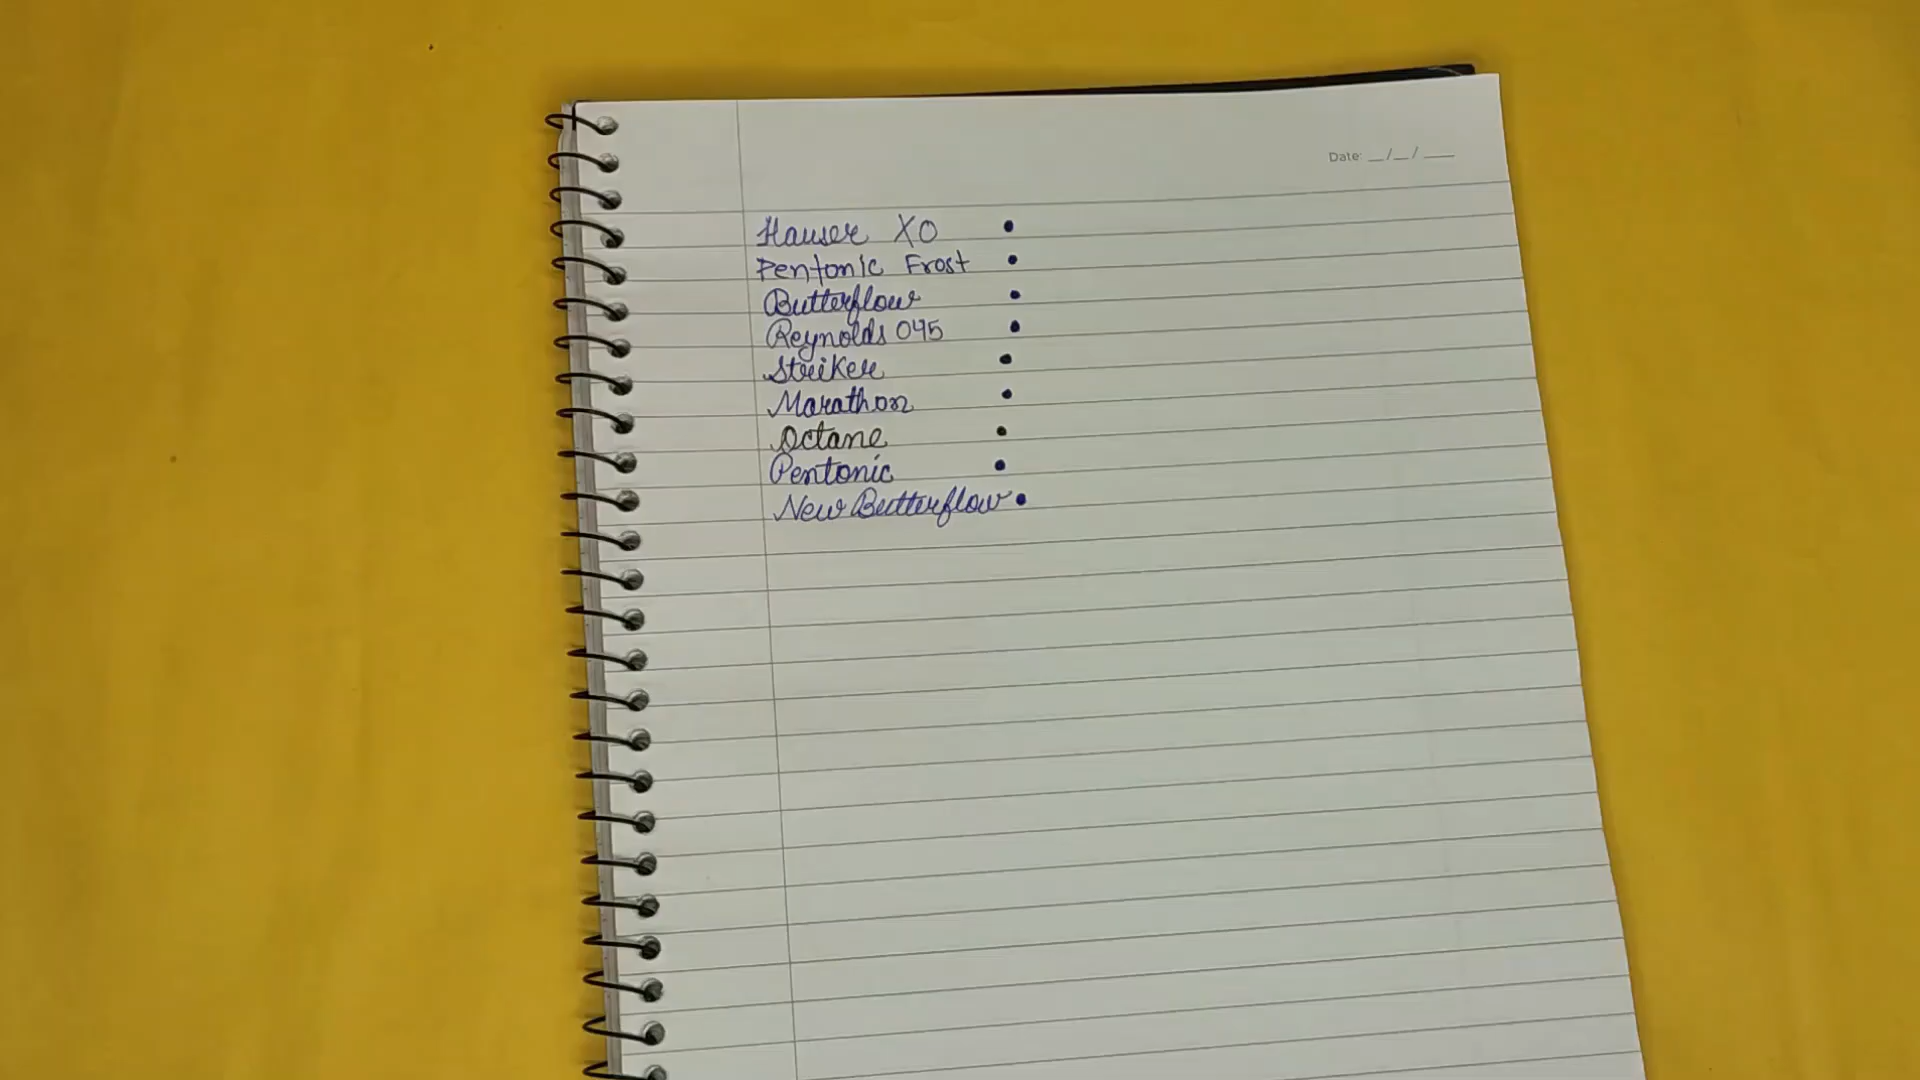 Date: __/__/____
Hauser XO •
Pentonic Frost •
Butterflow •
Reynolds 045 •
Striker •
Marathon •
Octane •
Pentonic •
New Butterflow •